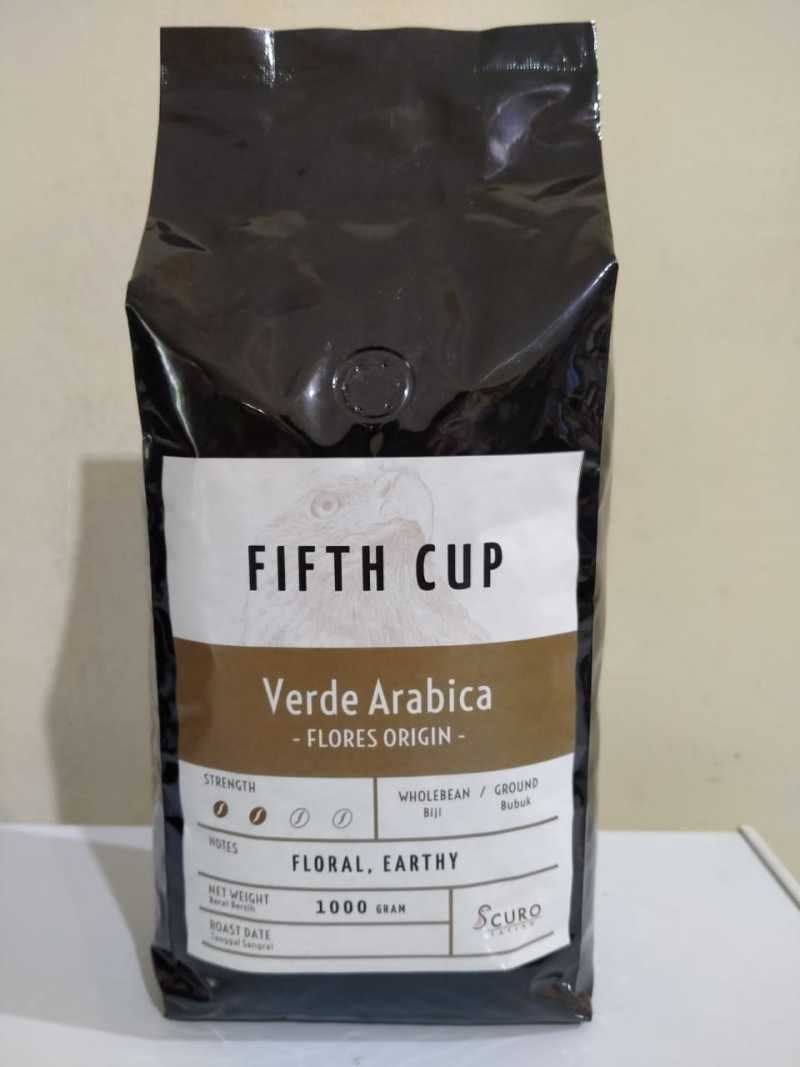 FIFTH CUP
Verde Arabica
- FLORES ORIGIN -
STRENGTH
WHOLEBEAN / GROUND
Biji Bubuk
NOTES
FLORAL, EARTHY
NET WEIGHT
Berat Bersih
1000 GRAM
ROAST DATE
Tanggal Sangrai
SCURO